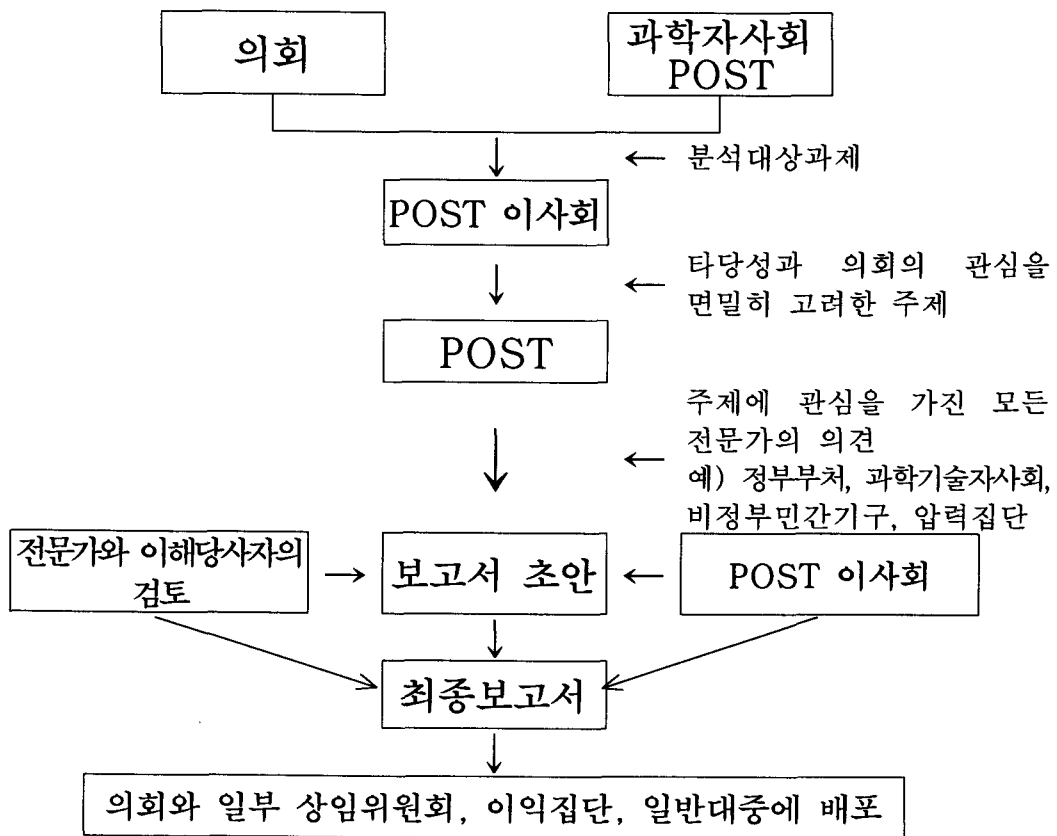 의회
과학자사회
POST
← 분석대상과제
POST 이사회
타당성과 의회의 관심을
← 면밀히 고려한 주제
POST
주제에 관심을 가진 모든
전문가의 의견
예) 정부부처, 과학기술자사회,
비정부민간기구, 압력집단
전문가와 이해당사자의
검토
보고서 초안
POST 이사회
최종보고서
의회와 일부 상임위원회, 이익집단, 일반대중에 배포